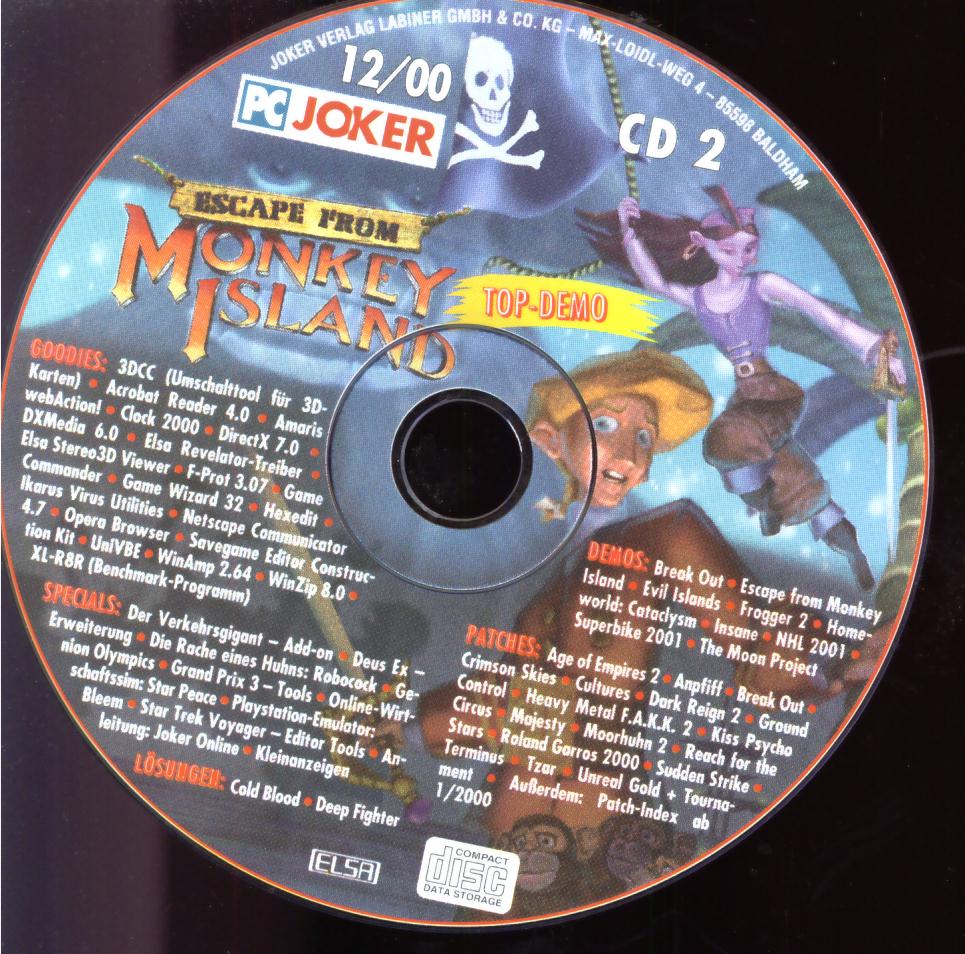 JOKER VERLAG LABINER GMBH & CO. KG – MAX-LOIDL-WEG 4 – 85598 BALDHAM
12/00
PC JOKER
CD 2
ESCAPE FROM
MONKEY
ISLAND
TOP-DEMO
GOODIES: 3DCC (Umschalttool für 3D-
Karten) • Acrobat Reader 4.0 • Amaris
webAction! • Clock 2000 • DirectX 7.0 •
DXMedia 6.0 • Elsa Revelator-Treiber •
Elsa Stereo3D Viewer • F-Prot 3.07 • Game
Commander • Game Wizard 32 • Hexedit •
Ikarus Virus Utilities • Netscape Communicator
4.7 • Opera Browser • Savegame Editor Construc-
tion Kit • UniVBE • WinAmp 2.64 • WinZip 8.0 •
XL-R8R (Benchmark-Programm)
SPECIALS: Der Verkehrsgigant – Add-on • Deus Ex –
Erweiterung • Die Rache eines Huhns: Robocock • Ge-
nion Olympics • Grand Prix 3 – Tools • Online-Wirt-
schaftssim: Star Peace • Playstation-Emulator:
Bleem • Star Trek Voyager – Editor Tools • An-
leitung: Joker Online • Kleinanzeigen
LÖSUNGEN: Cold Blood • Deep Fighter
DEMOS: Break Out • Escape from Monkey
Island • Evil Islands • Frogger 2 • Home-
world: Cataclysm • Insane • NHL 2001 •
Superbike 2001 • The Moon Project
PATCHES: Age of Empires 2 • Anpfiff • Break Out •
Crimson Skies • Cultures • Dark Reign 2 • Ground
Control • Heavy Metal F.A.K.K. 2 • Kiss Psycho
Circus • Majesty • Moorhuhn 2 • Reach for the
Stars • Roland Garros 2000 • Sudden Strike •
Terminus • Tzar • Unreal Gold + Tourna-
ment • Außerdem: Patch-Index ab
1/2000
ELSA
COMPACT
disc
DATA STORAGE